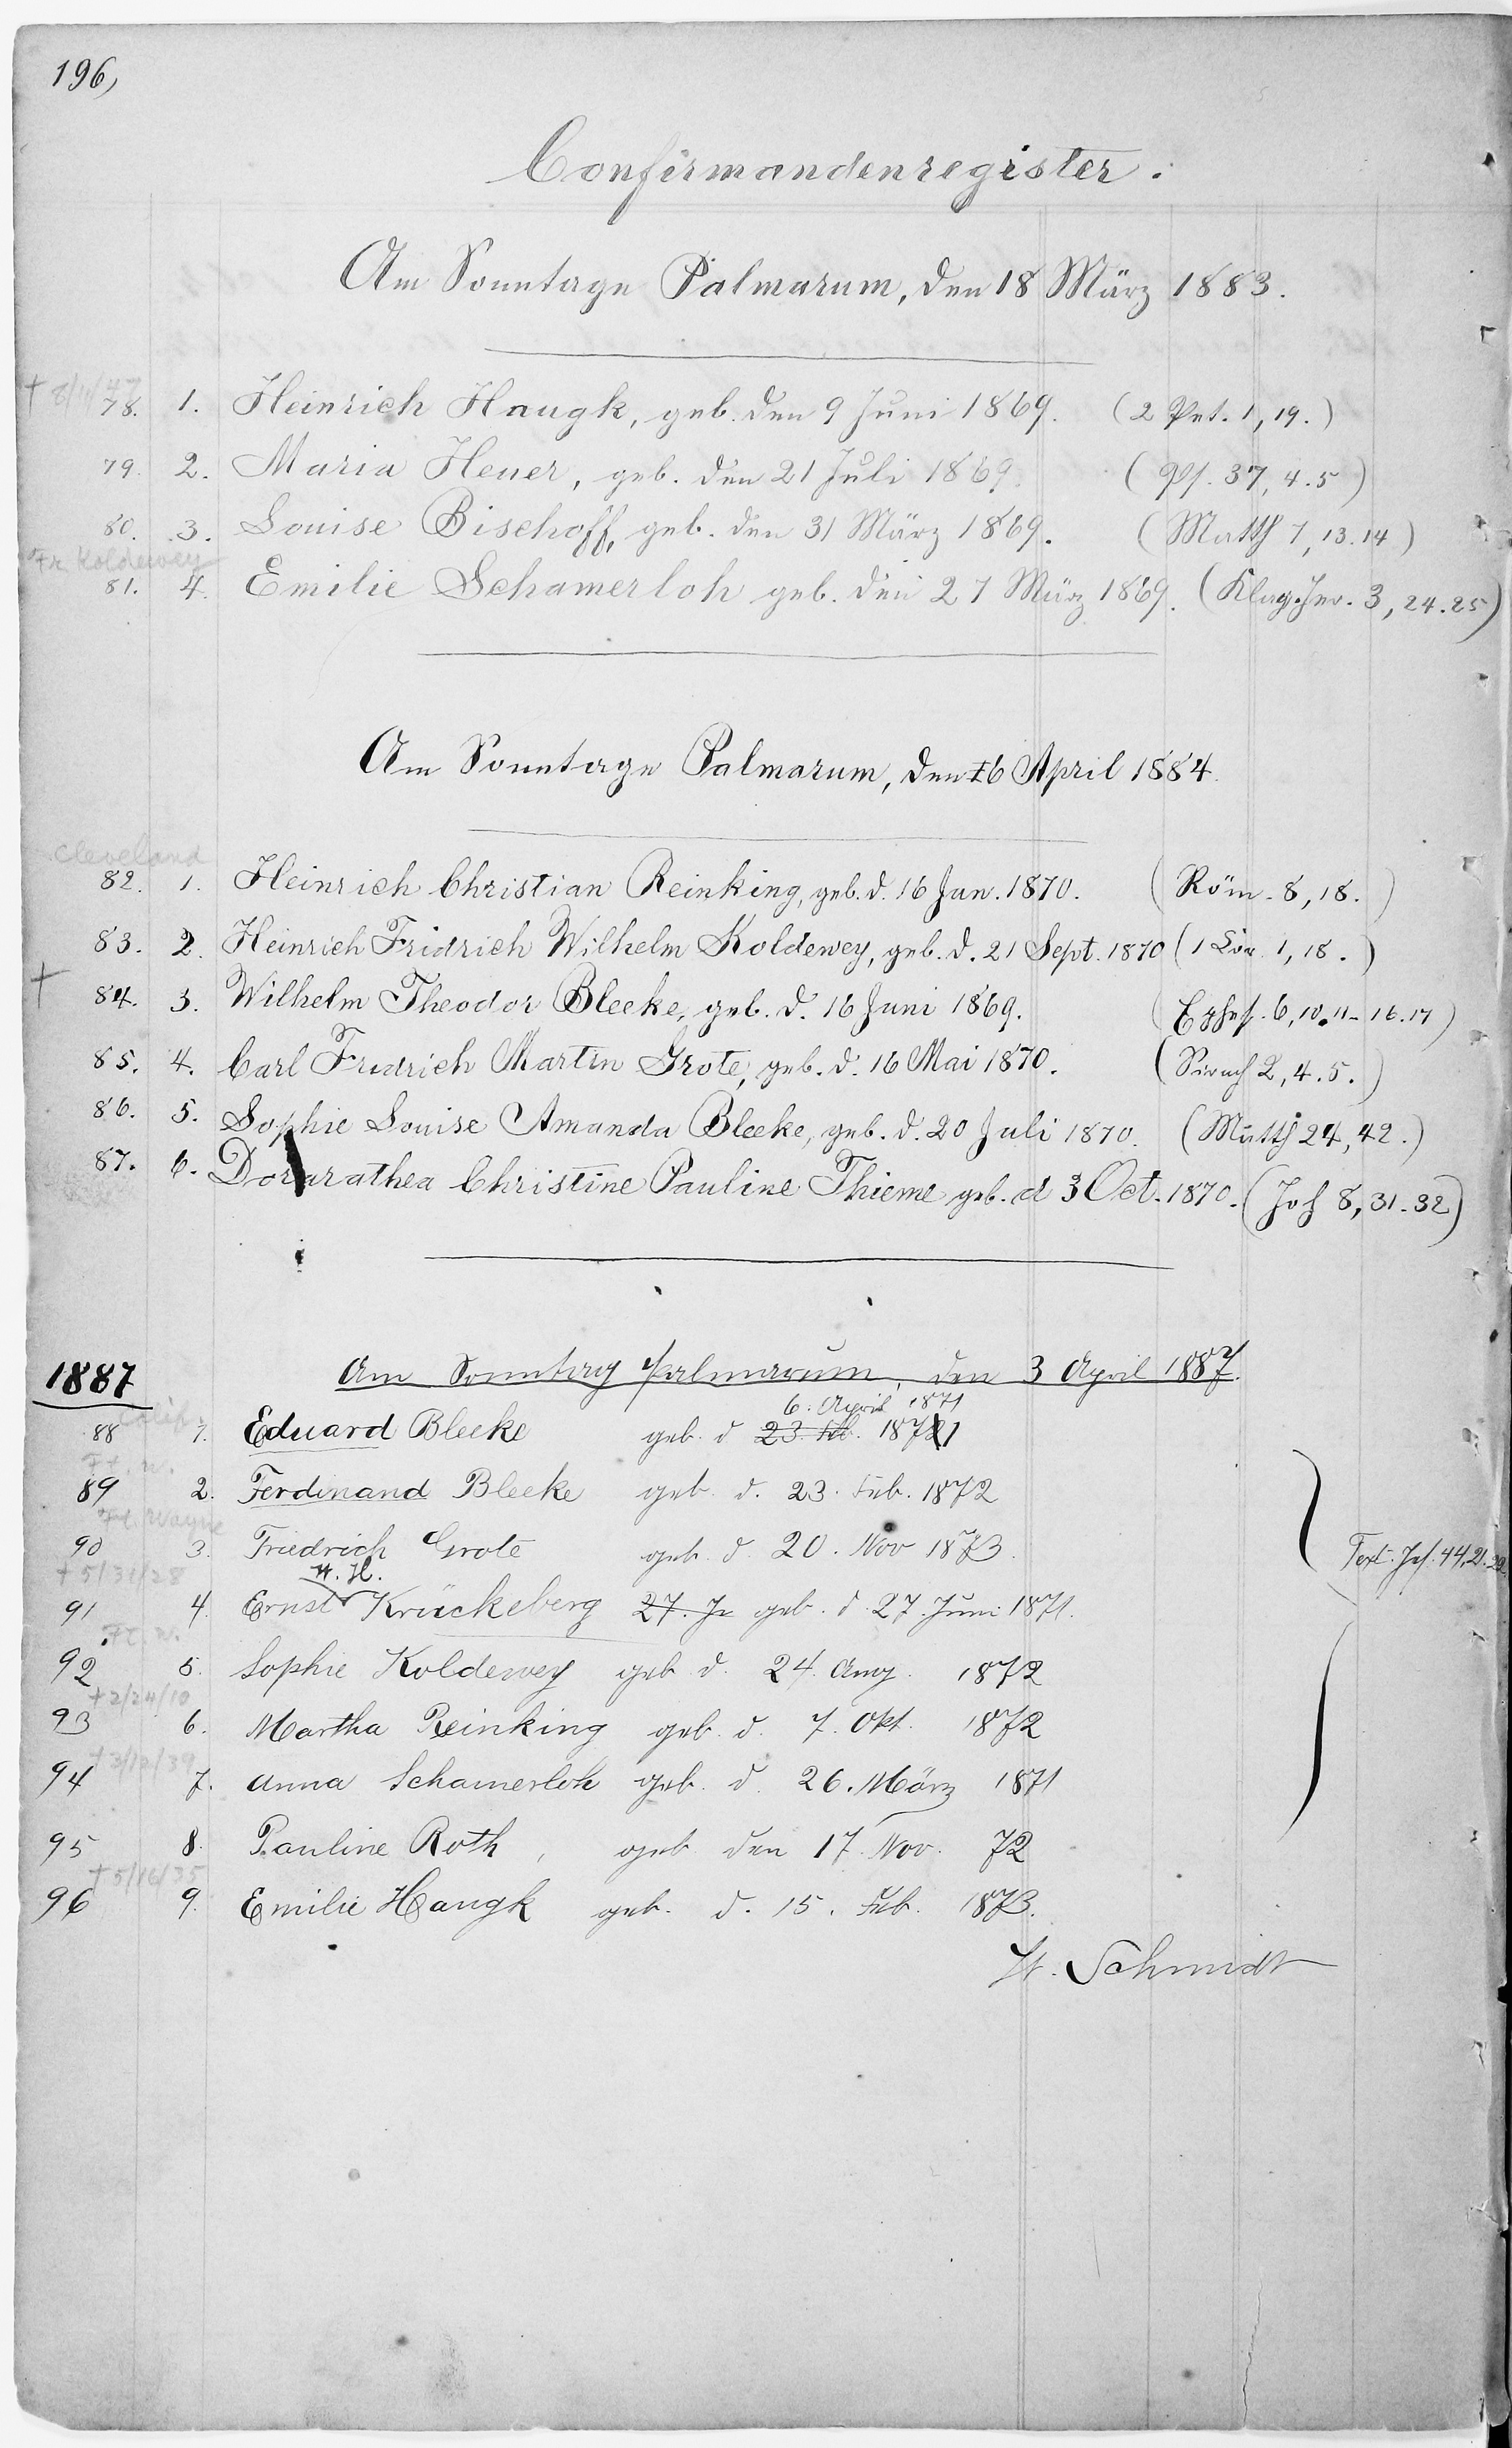 196)
Confirmandenregister.
Am Sonntage Palmarum, den 18 März 1883.
† 8/11/47
78. 1. Heinrich Haugk, geb. den 9 Juni 1869. (2 Pet. 1, 19.)
79. 2. Maria Heuer, geb. den 21 Juli 1869. (Ps. 37, 4.5)
80. 3. Louise Bischoff, geb. den 31 März 1869. (Matth 7, 13.14)
Fr. Koldewey
81. 4. Emilie Schamerloh geb. den 27 März 1869. (Klag. Jer. 3, 24.25)
Am Sonntage Palmarum, den 6 April 1884.
Cleveland
82. 1. Heinrich Christian Reinking, geb. d. 16 Jan. 1870. (Röm. 8, 18.)
83. 2. Heinrich Fridrich Wilhelm Koldewey, geb. d. 21 Sept. 1870 (1 Cor. 1, 18.)
†
84. 3. Wilhelm Theodor Bleeke, geb. d. 16 Juni 1869. (Ephes. 6, 10.11-16.17)
85. 4. Carl Fridrich Martin Grote, geb. d. 16 Mai 1870. (Sirach 2, 4.5.)
86. 5. Sophie Louise Amanda Bleeke, geb. d. 20 Juli 1870. (Matth 24, 42.)
87. 6. Dorarathea Christine Pauline Thieme geb. d 3 Oct. 1870. (Joh 8, 31-32)
1887 Am Sonntag Palmarum, den 3 April 1887.
Calif. 6. April 1871
88 1. Eduard Bleeke geb. d 23. Feb. 1871
Ft. W.
89 2. Ferdinand Bleeke geb. d. 23. Feb. 1872
Ft. Wayne
90 3. Friedrich Grote geb. d. 20. Nov 1873. Text. Jes. 44, 21.22.
† 5/31/28 W. H.
91 4. Ernst Krückeberg 27. Ju geb. d. 27. Juni 1871.
Ft. W.
92 5. Sophie Koldewey geb. d. 24. Aug. 1872
† 2/24/10
93 6. Martha Reinking geb. d. 7. Okt. 1872
† 3/12/39
94 7. Anna Schamerloh geb. d. 26. März 1871
95 8. Pauline Roth, geb. den 17. Nov. 72
† 5/16/35
96 9. Emilie Haugk geb. d. 15. Feb. 1873.
Schmidt